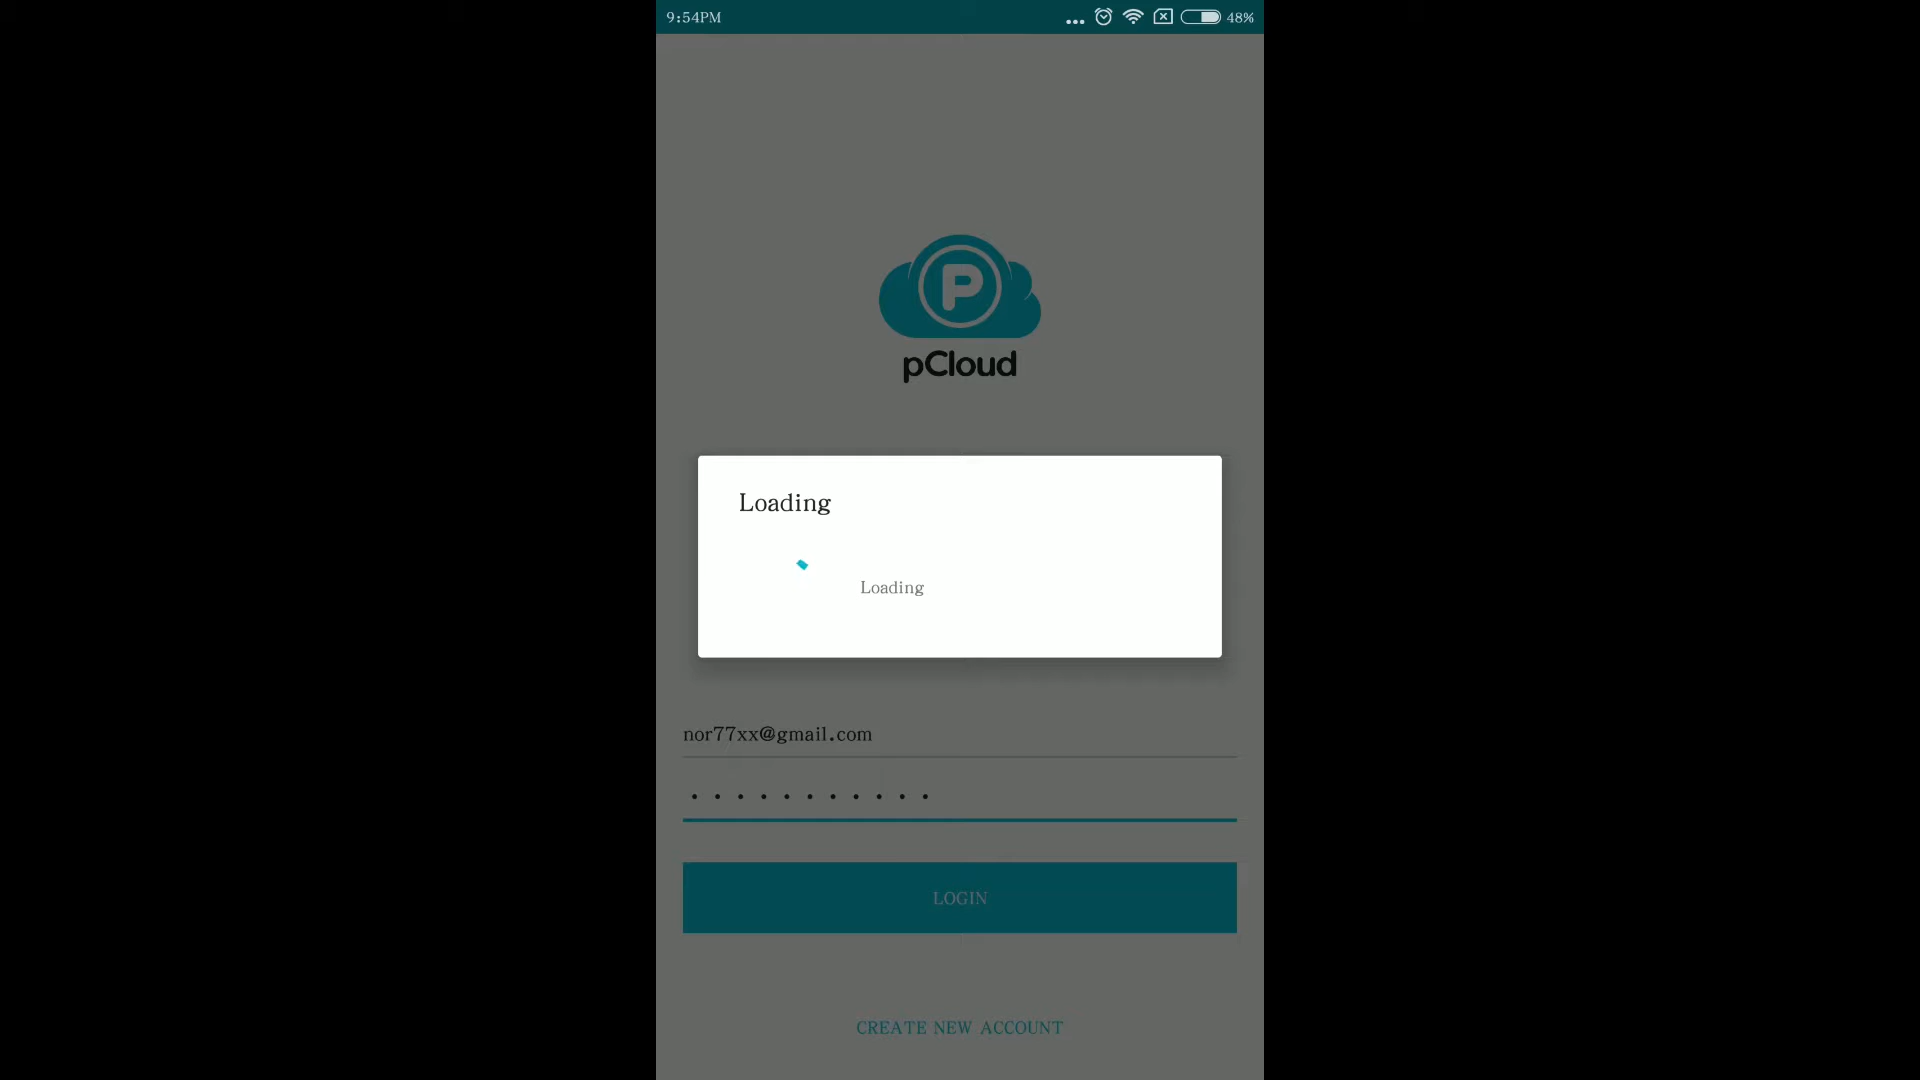 9:54PM
48%
P
pCloud
Loading
Loading
nor77xx@gmail.com
LOGIN
CREATE NEW ACCOUNT